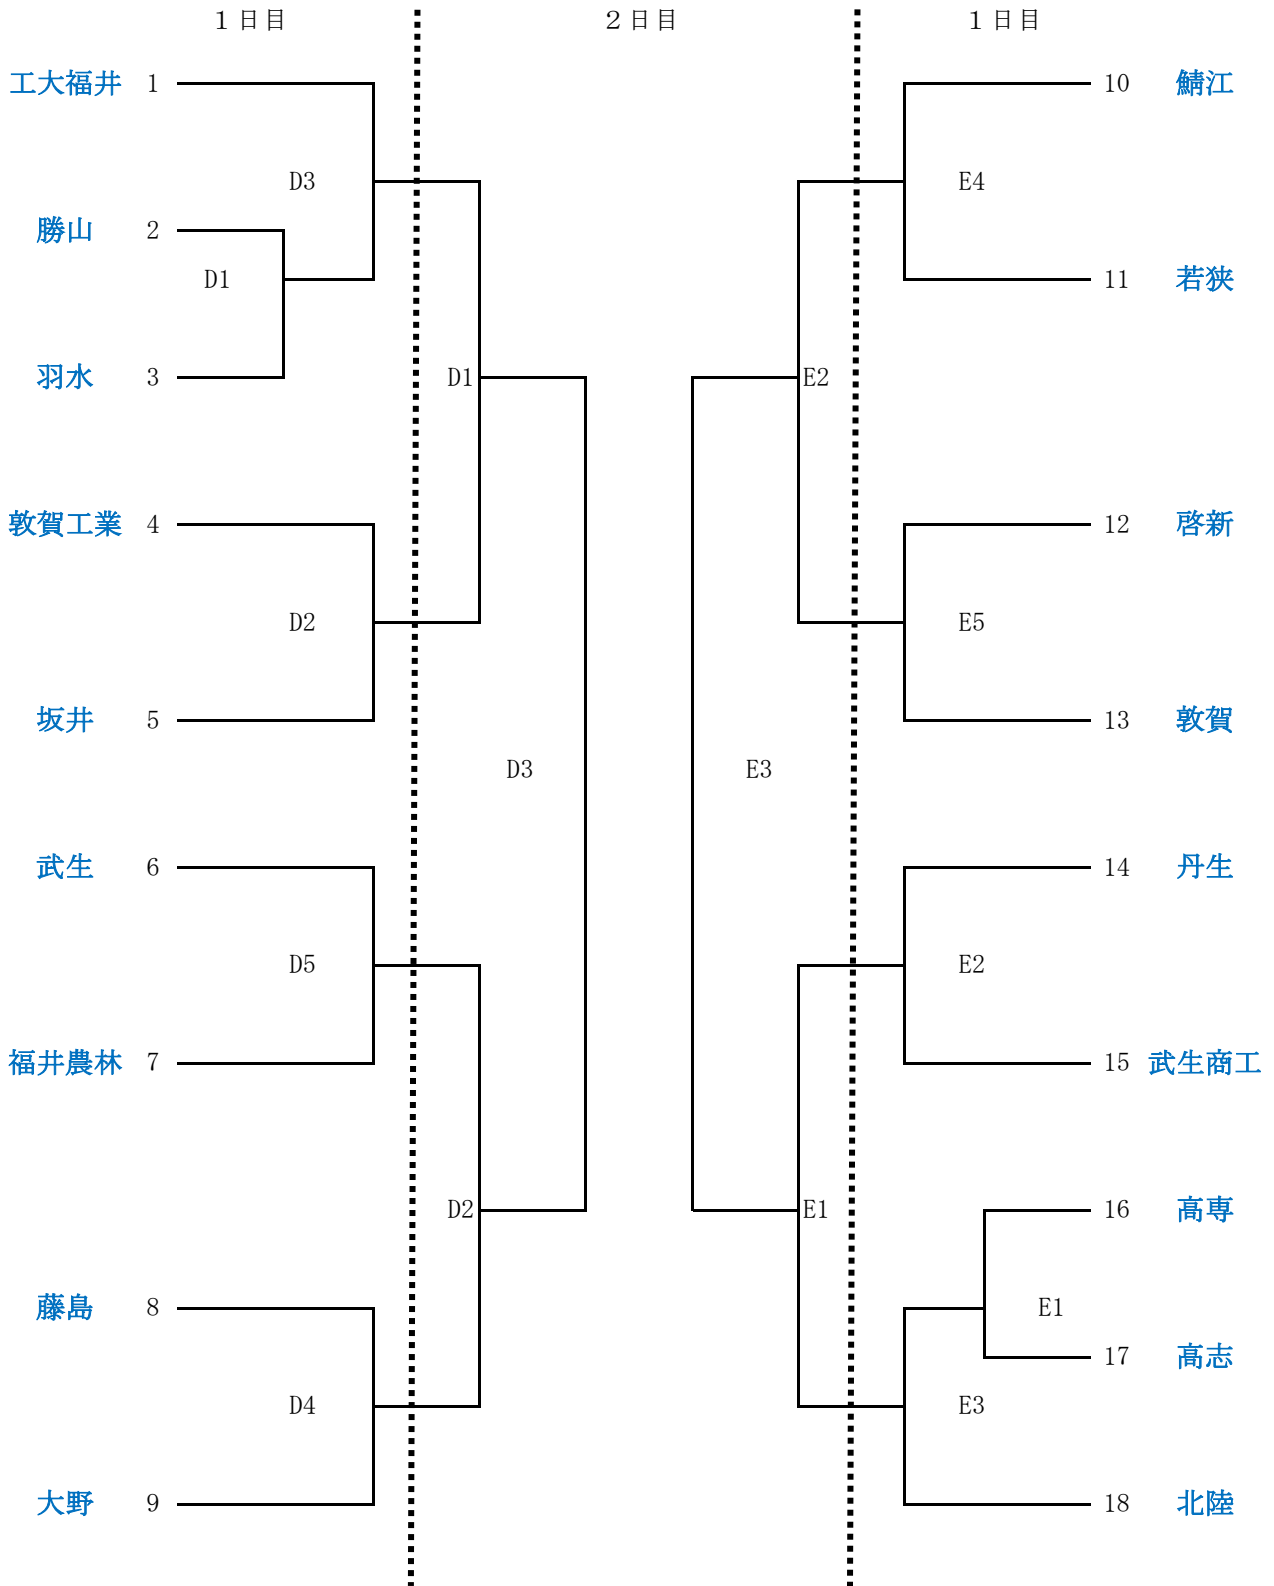 １日目 ２日目 １日目
工大福井 1 10 鯖江
D3 E4
勝山 2
D1 11 若狭
羽水 3 D1 E2
敦賀工業 4 12 啓新
D2 E5
坂井 5 13 敦賀
D3 E3
武生 6 14 丹生
D5 E2
福井農林 7 15 武生商工
D2 E1 16 高専
藤島 8 E1
17 高志
D4 E3
大野 9 18 北陸